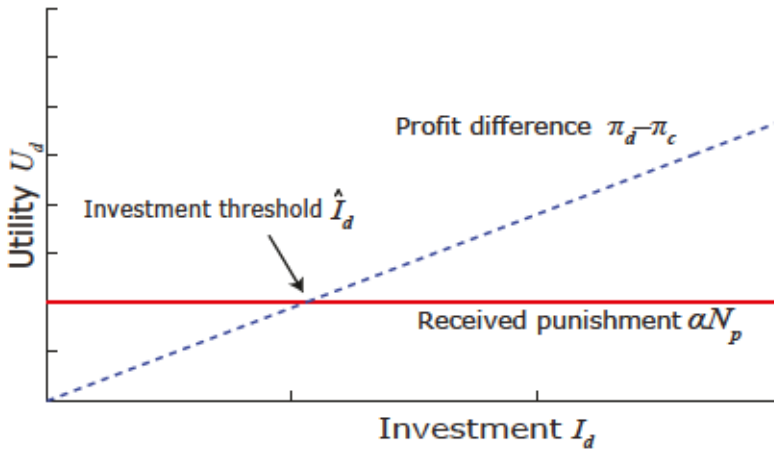 Profit difference π_d–π_c
Utility U_d
Investment threshold Î_d
Received punishment αN_p
Investment I_d